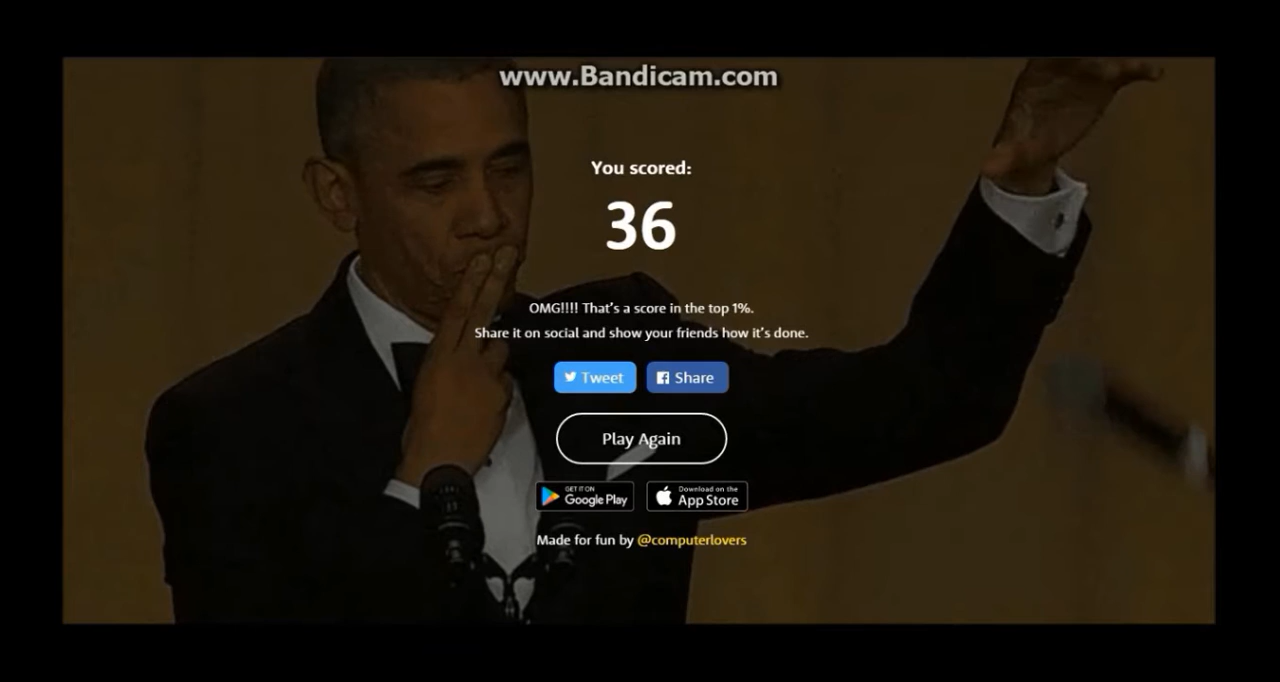 www.Bandicam.com
You scored:
36
OMG!!!! That's a score in the top 1%.
Share it on social and show your friends how it's done.
Tweet Share
Play Again
GET IT ON Download on the
Google Play App Store
Made for fun by @computerlovers